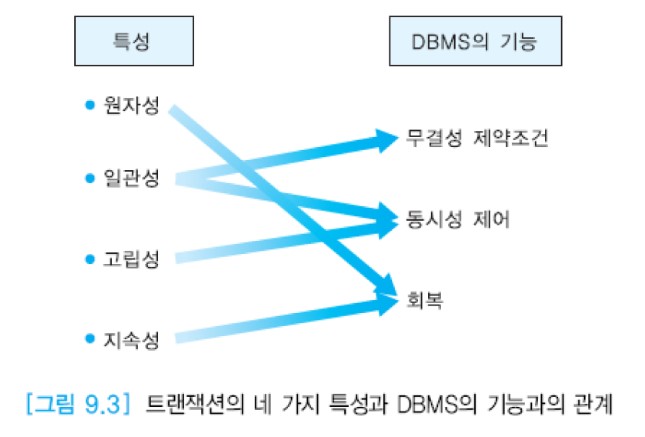 특성
DBMS의 기능
• 원자성
무결성 제약조건
• 일관성
동시성 제어
• 고립성
회복
• 지속성
[그림 9.3] 트랜잭션의 네 가지 특성과 DBMS의 기능과의 관계